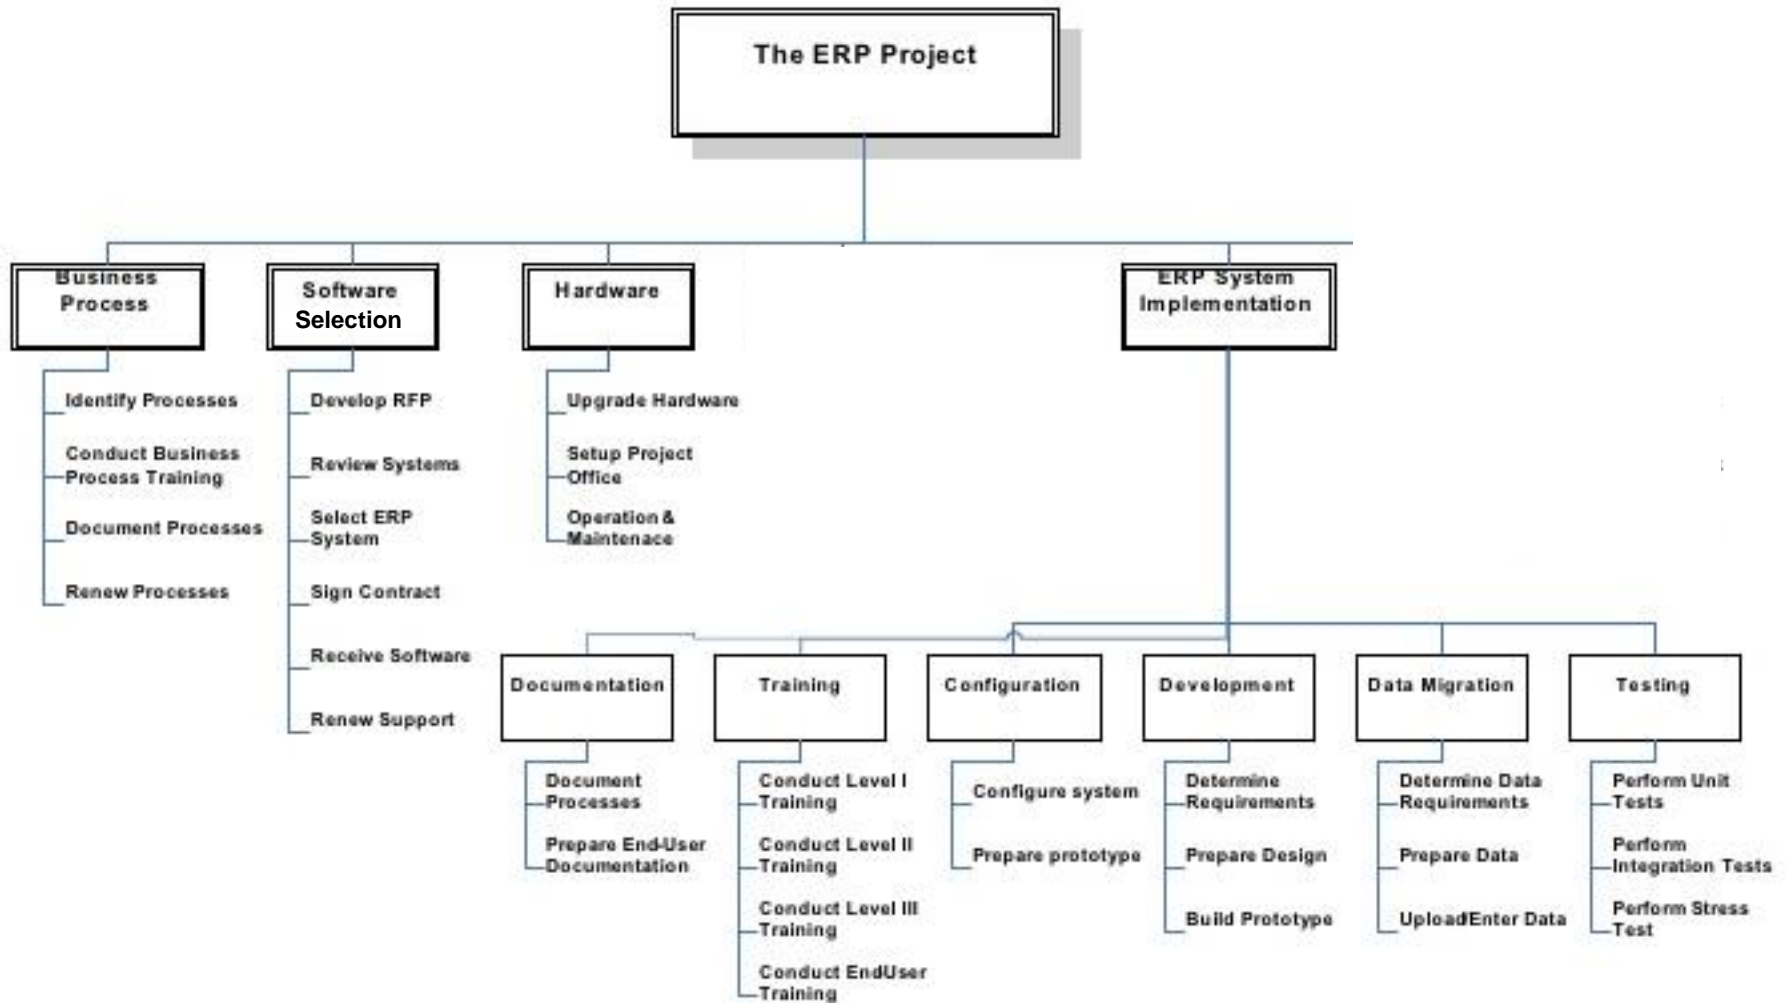 The ERP Project
Business
Process
Software
Selection
Hardware
ERP System
Implementation
Identify Processes
Conduct Business
Process Training
Document Processes
Renew Processes
Develop RFP
Review Systems
Select ERP
System
Sign Contract
Receive Software
Renew Support
Upgrade Hardware
Setup Project
Office
Operation &
Maintenace
Documentation
Training
Configuration
Development
Data Migration
Testing
Document
Processes
Prepare End-User
Documentation
Conduct Level I
Training
Conduct Level II
Training
Conduct Level III
Training
Conduct EndUser
Training
Configure system
Prepare prototype
Determine
Requirements
Prepare Design
Build Prototype
Determine Data
Requirements
Prepare Data
Upload/Enter Data
Perform Unit
Tests
Perform
Integration Tests
Perform Stress
Test